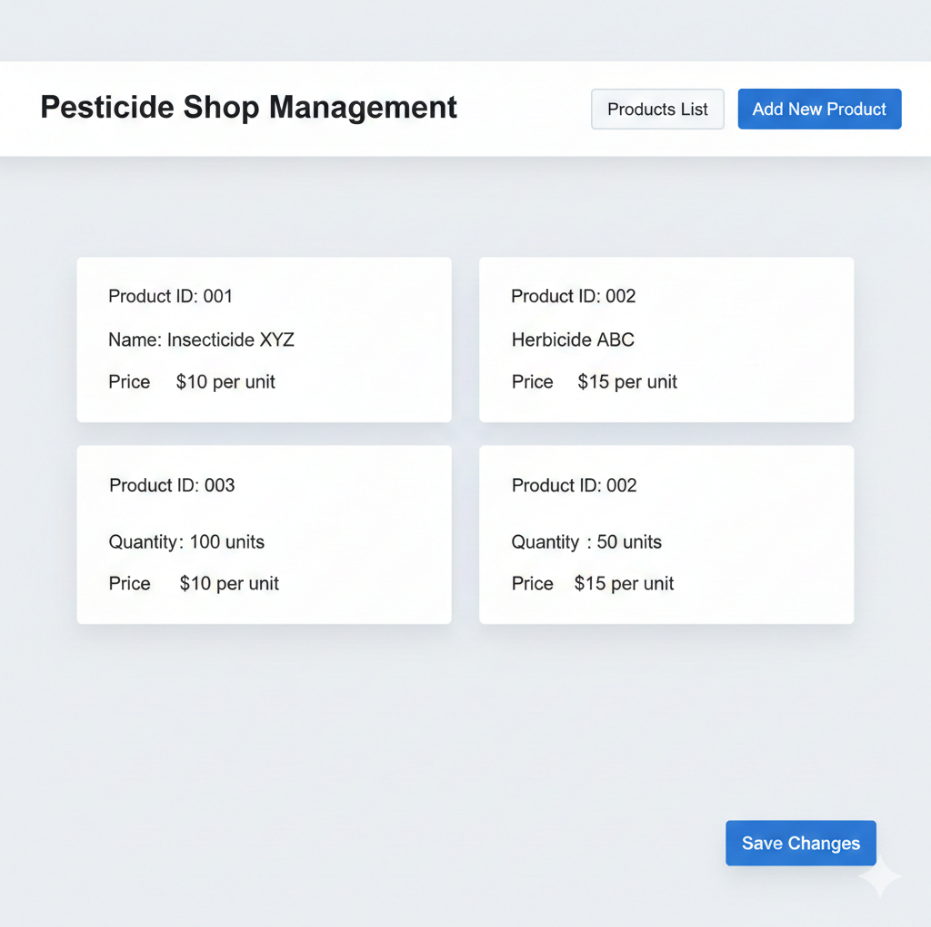 Pesticide Shop Management
Products List
Add New Product
Product ID: 001
Name: Insecticide XYZ
Price $10 per unit
Product ID: 002
Herbicide ABC
Price $15 per unit
Product ID: 003
Quantity: 100 units
Price $10 per unit
Product ID: 002
Quantity : 50 units
Price $15 per unit
Save Changes